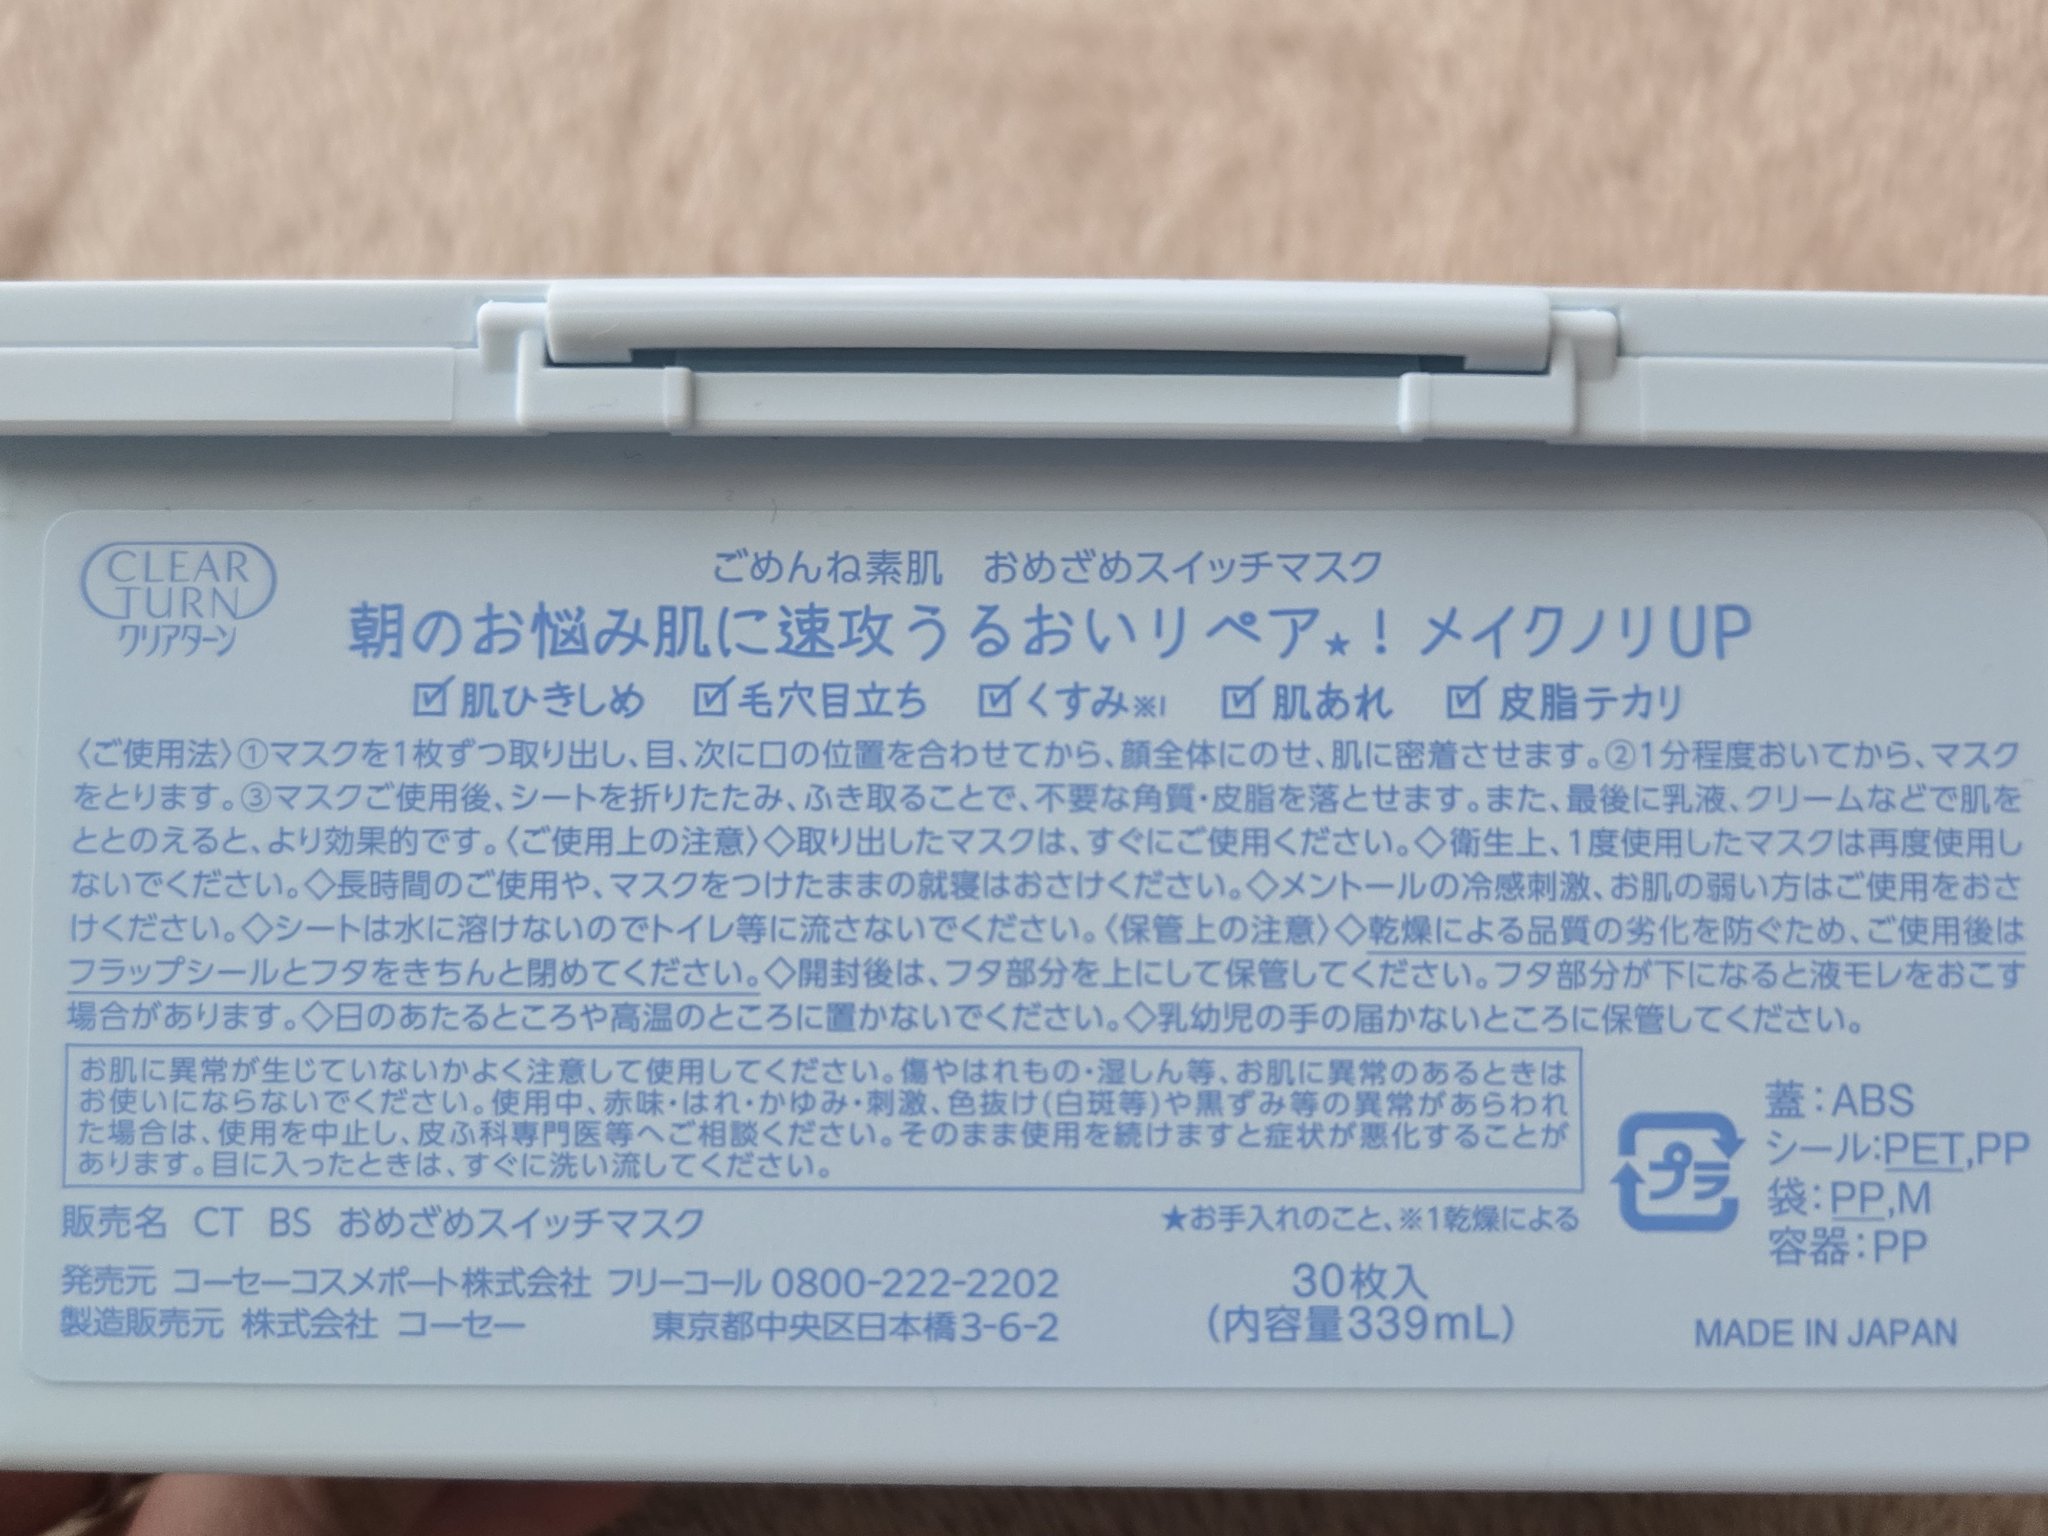 CLEAR
TURN
クリアターン
ごめんね素肌 おめざめスイッチマスク
朝のお悩み肌に速攻うるおいリペア★！メイクノリUP
☑肌ひきしめ ☑毛穴目立ち ☑くすみ※1 ☑肌あれ ☑皮脂テカリ
〈ご使用法〉①マスクを1枚ずつ取り出し、目、次に口の位置を合わせてから、顔全体にのせ、肌に密着させます。②1分程度おいてから、マスク
をとります。③マスクご使用後、シートを折りたたみ、ふき取ることで、不要な角質・皮脂を落とせます。また、最後に乳液、クリームなどで肌を
ととのえると、より効果的です。〈ご使用上の注意〉◇取り出したマスクは、すぐにご使用ください。◇衛生上、1度使用したマスクは再度使用し
ないでください。◇長時間のご使用や、マスクをつけたままの就寝はおさけください。◇メントールの冷感刺激、お肌の弱い方はご使用をおさ
けください。◇シートは水に溶けないのでトイレ等に流さないでください。〈保管上の注意〉◇乾燥による品質の劣化を防ぐため、ご使用後は
フラップシールとフタをきちんと閉めてください。◇開封後は、フタ部分を上にして保管してください。フタ部分が下になると液モレをおこす
場合があります。◇日のあたるところや高温のところに置かないでください。◇乳幼児の手の届かないところに保管してください。
お肌に異常が生じていないかよく注意して使用してください。傷やはれもの・湿しん等、お肌に異常のあるときは
お使いにならないでください。使用中、赤味・はれ・かゆみ・刺激、色抜け(白斑等)や黒ずみ等の異常があらわれ
た場合は、使用を中止し、皮ふ科専門医等へご相談ください。そのまま使用を続けますと症状が悪化することが
あります。目に入ったときは、すぐに洗い流してください。
販売名 CT BS おめざめスイッチマスク
★お手入れのこと、※1乾燥による
発売元 コーセーコスメポート株式会社 フリーコール 0800-222-2202
製造販売元 株式会社 コーセー 東京都中央区日本橋3-6-2
30枚入
(内容量339mL)
プラ
蓋：ABS
シール：PET,PP
袋：PP,M
容器：PP
MADE IN JAPAN